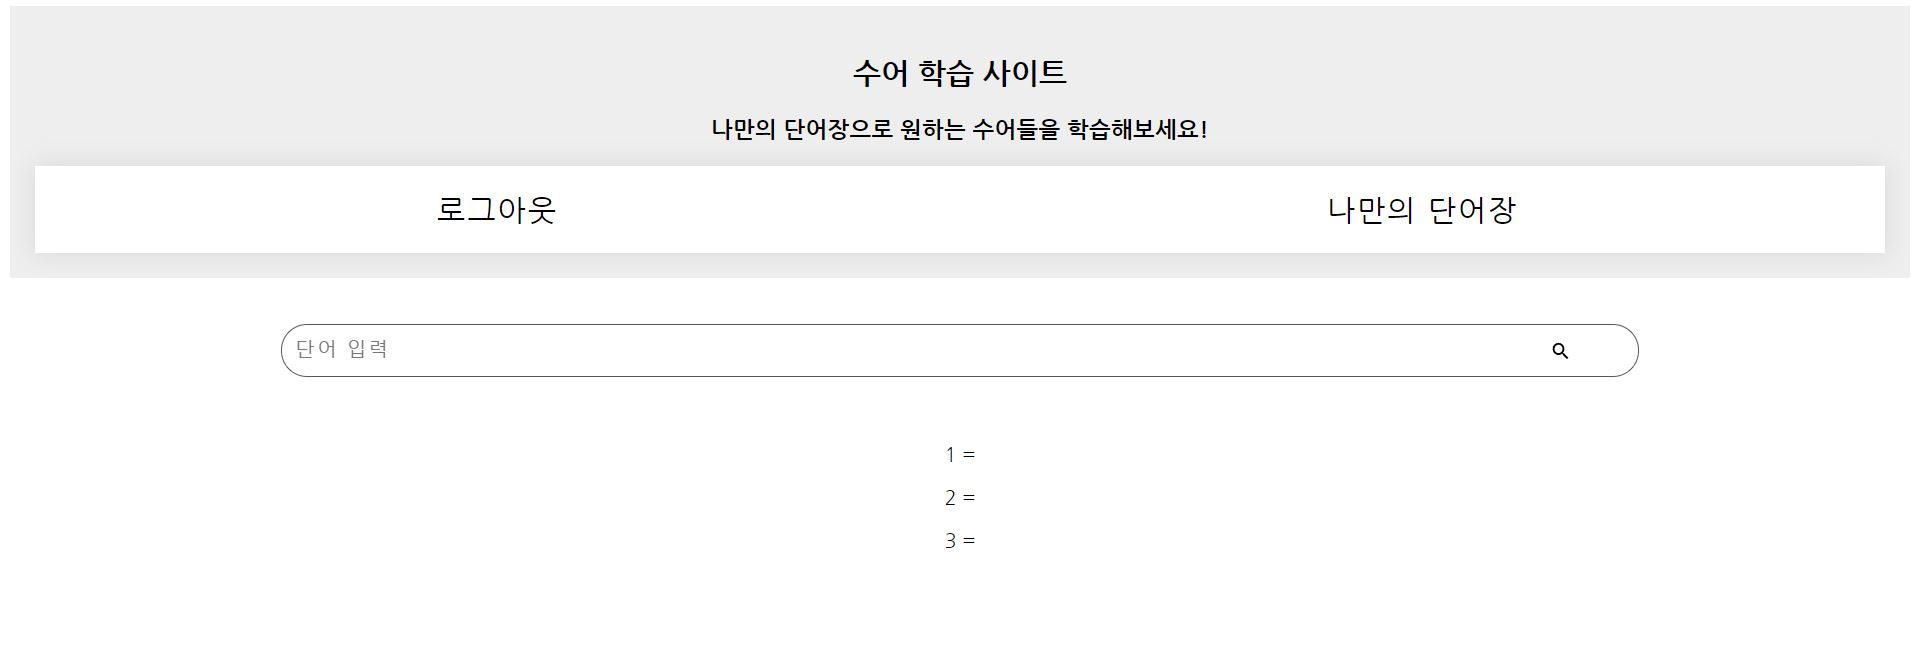 수어 학습 사이트
나만의 단어장으로 원하는 수어들을 학습해보세요!
로그아웃 나만의 단어장
단어 입력
1 =
2 =
3 =